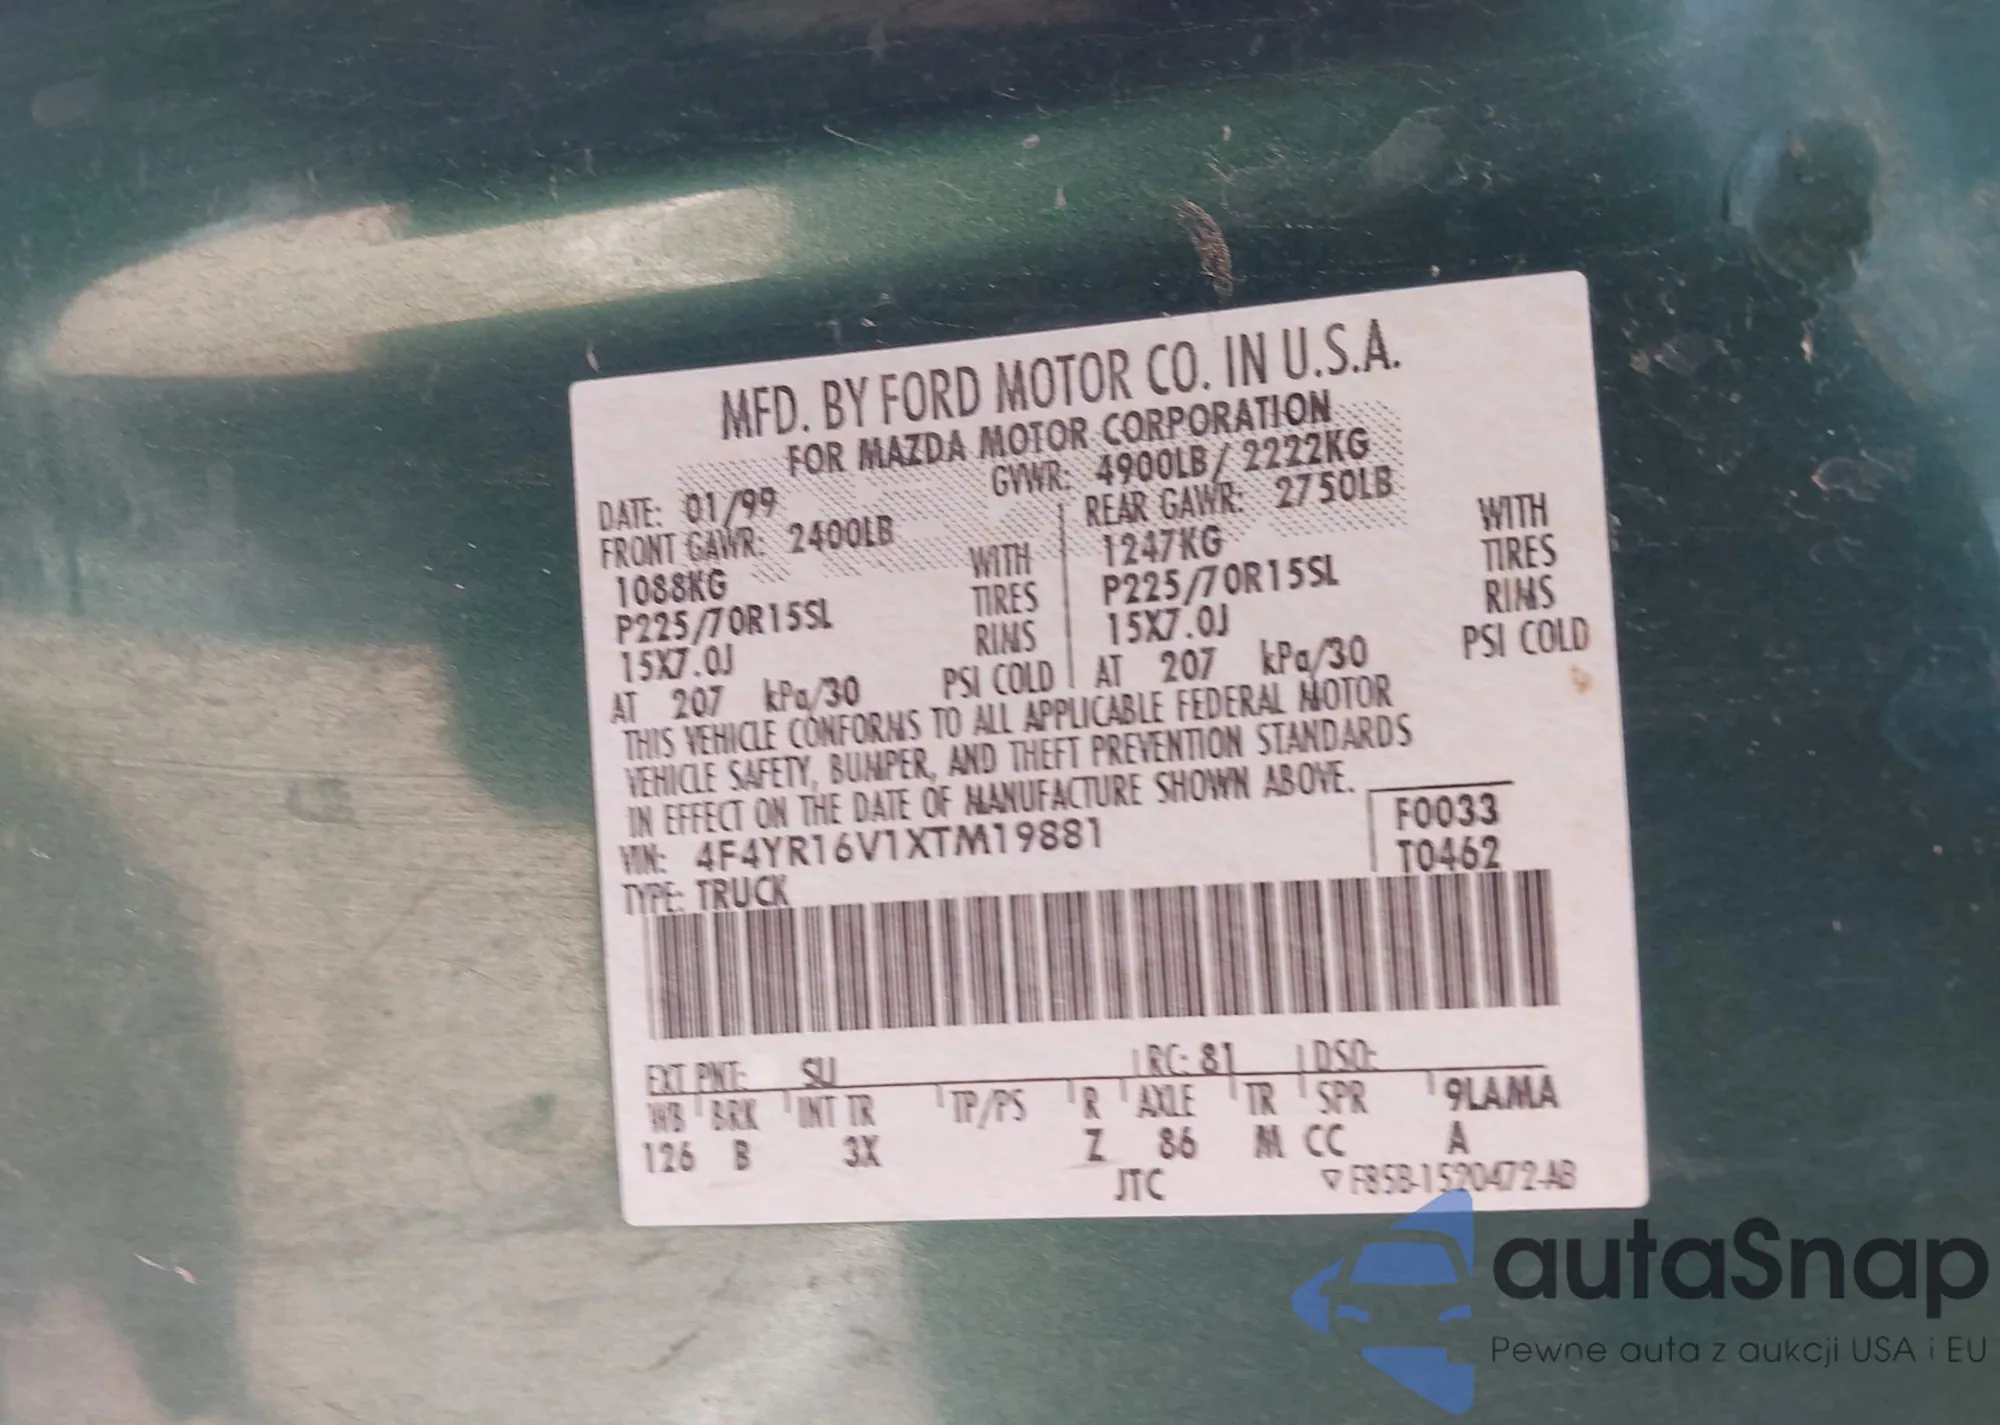 MFD. BY FORD MOTOR CO. IN U.S.A.
FOR MAZDA MOTOR CORPORATION
DATE: 01/99 GVWR: 4900LB/2222KG
FRONT GAWR: 2400LB REAR GAWR: 2750LB
1088KG WITH 1247KG WITH
P225/70R15SL TIRES P225/70R15SL TIRES
15X7.0J RIMS 15X7.0J RIMS
AT 207 kPa/30 PSI COLD AT 207 kPa/30 PSI COLD
THIS VEHICLE CONFORMS TO ALL APPLICABLE FEDERAL MOTOR
VEHICLE SAFETY, BUMPER, AND THEFT PREVENTION STANDARDS
IN EFFECT ON THE DATE OF MANUFACTURE SHOWN ABOVE.
VIN: 4F4YR16V1XTM19881 F0033
TYPE: TRUCK T0462
EXT PNT: SU RC: 81 DSO:
WB BRK INT TR TP/PS R AXLE TR SPR 9LAMA
126 B 3X Z 86 M CC A
JTC F85B-1520472-AB
autaSnap
Pewne auta z aukcji USA i EU